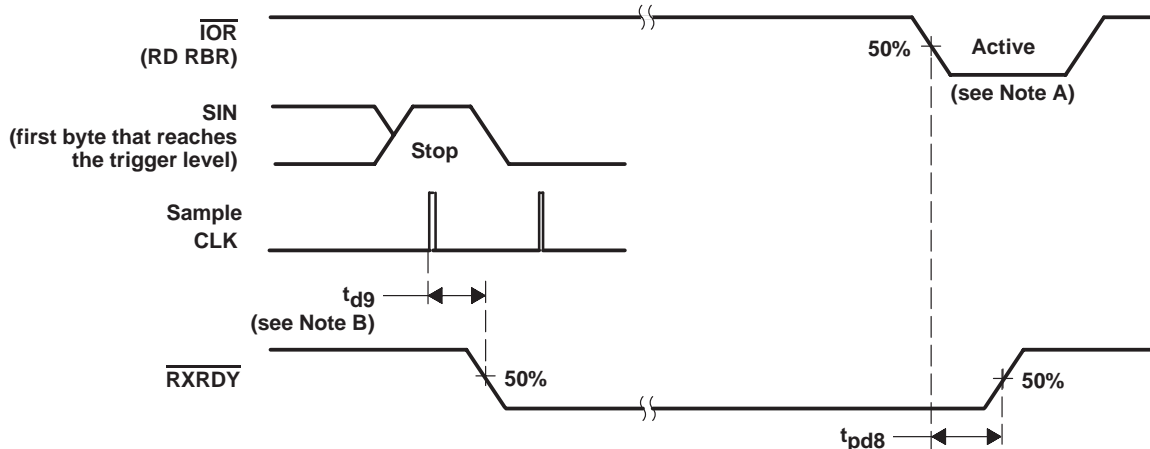 IOR
(RD RBR)
50%
Active
(see Note A)
SIN
(first byte that reaches
the trigger level)
Stop
Sample
CLK
td9
(see Note B)
RXRDY
50%
50%
tpd8